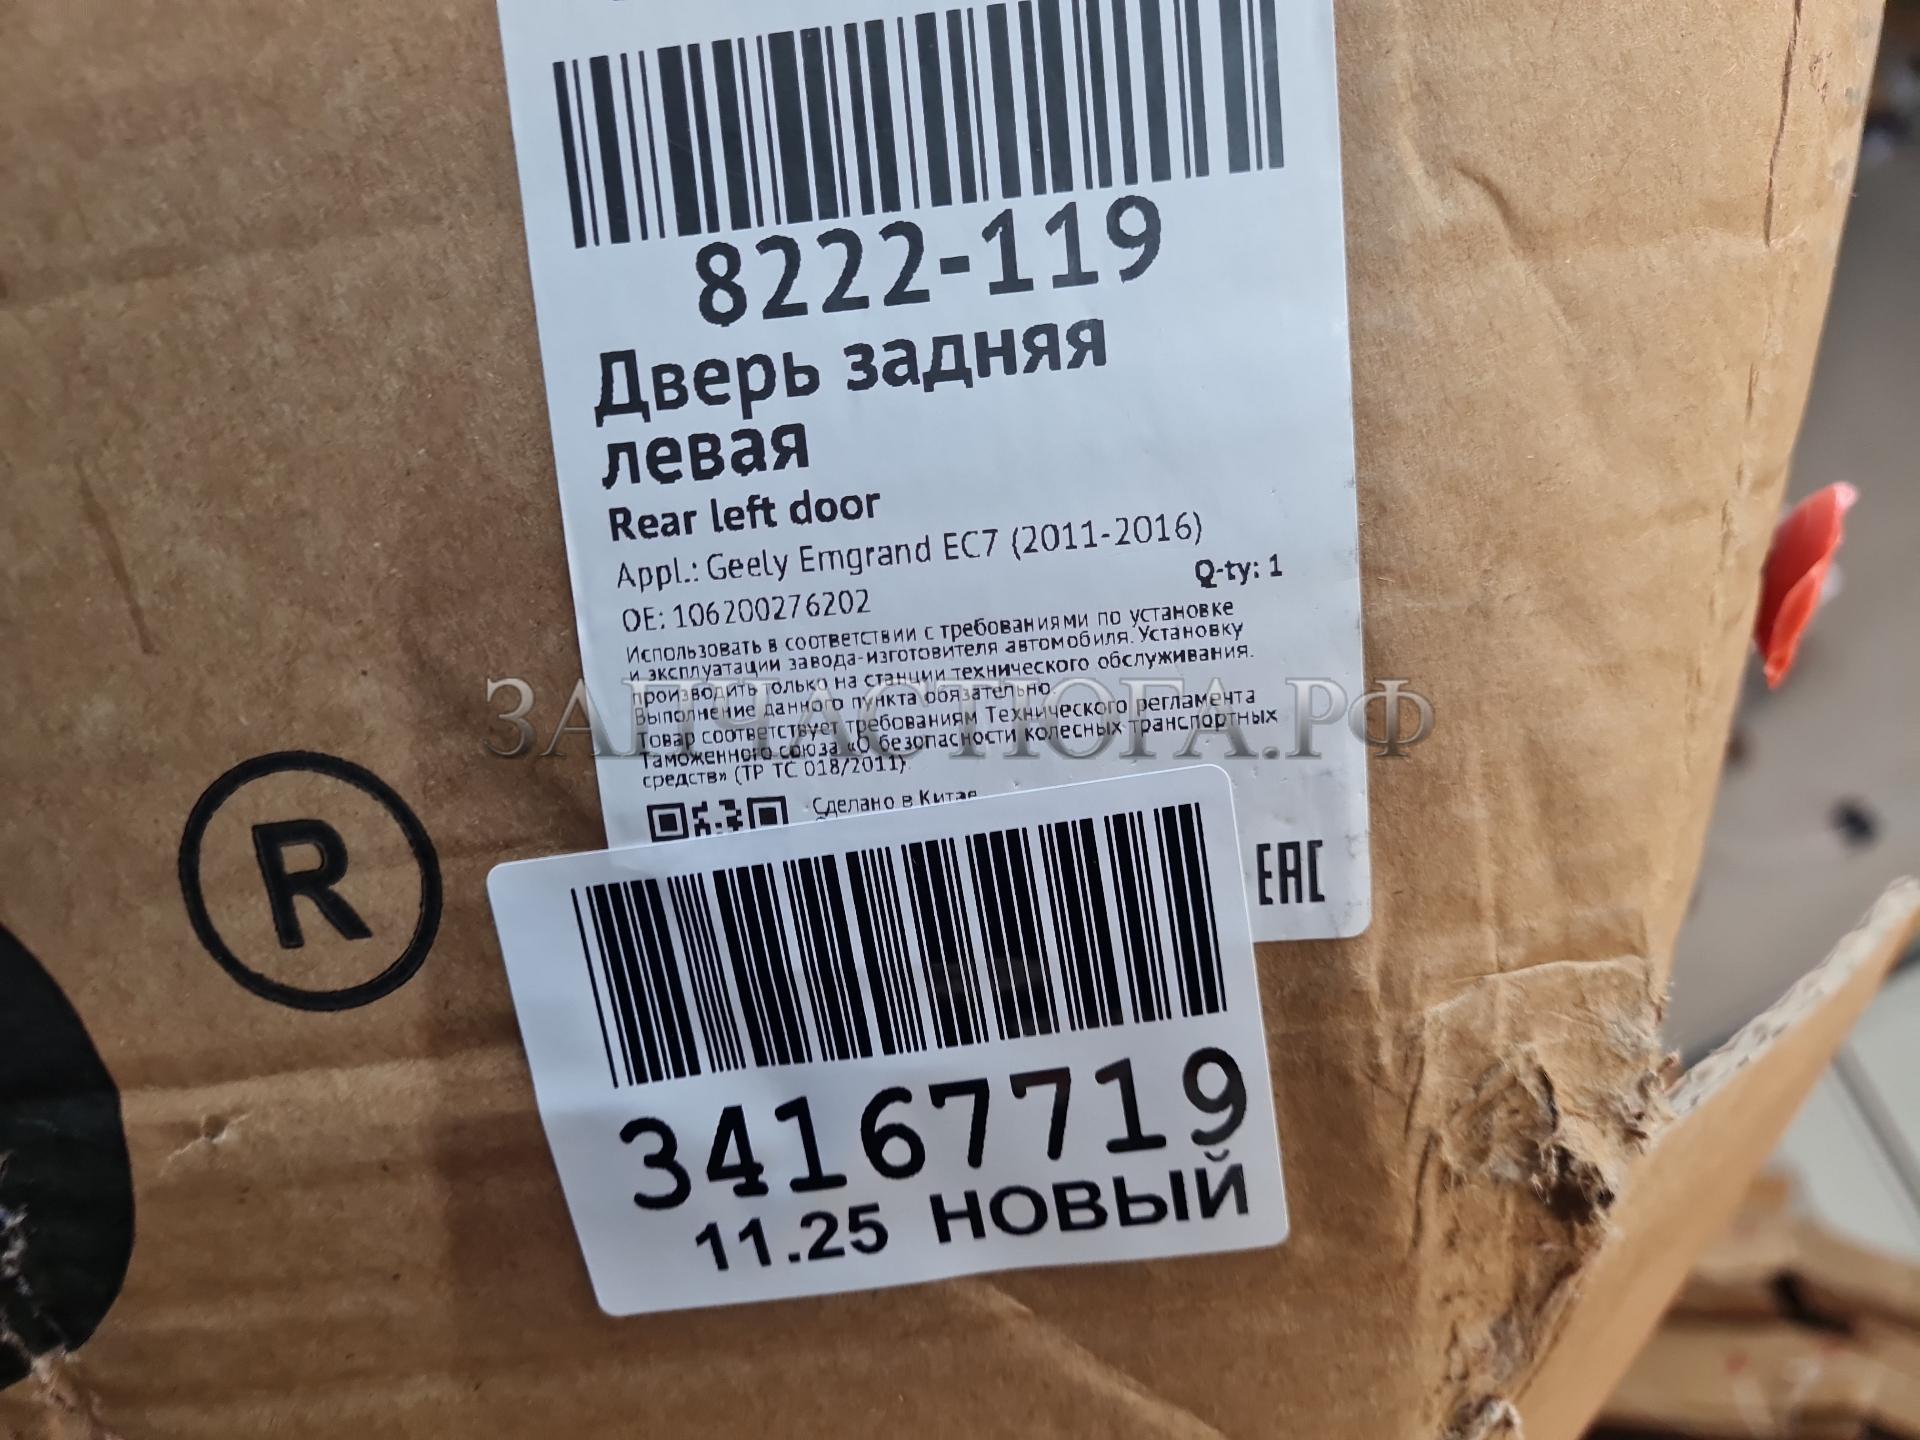 8222-119
Дверь задняя
левая
Rear left door
Appl.: Geely Emgrand EC7 (2011-2016)
Q-ty: 1
OE: 106200276202
Использовать в соответствии с требованиями по установке
и эксплуатации завода-изготовителя автомобиля. Установку
производить только на станции технического обслуживания.
Выполнение данного пункта обязательно.
Товар соответствует требованиям Технического регламента
Таможенного союза «О безопасности колесных транспортных
средств» (ТР ТС 018/2011).
ЗАПЧАСТЮГА.РФ
Сделано в Китае
EAC
R
34167719
11.25 НОВЫЙ